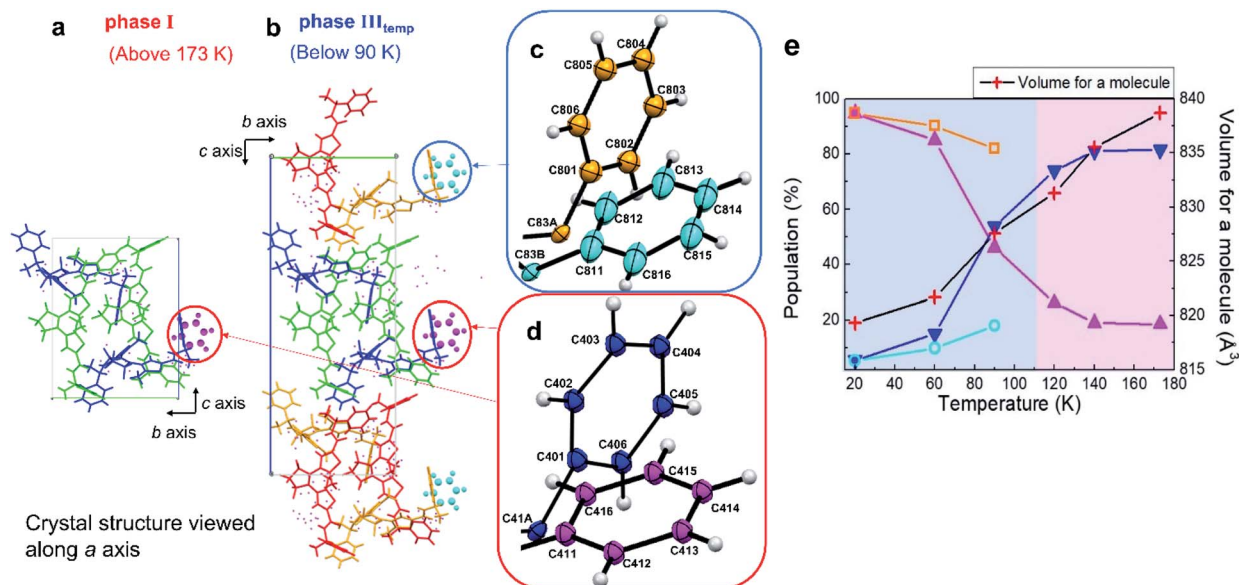 a
phase I
(Above 173 K)
b axis
c axis
b
phase III_temp
(Below 90 K)
c axis
b axis
Crystal structure viewed
along a axis
c
C804
C805
C803
C806
C802
C801
C813
C814
C812
C83A
C815
C83B
C811
C816
d
C403
C404
C402
C405
C406
C401
C415
C414
C416
C41A
C411
C413
C412
e
Volume for a molecule
Population (%)
100
80
60
40
20
20 40 60 80 100 120 140 160 180
Temperature (K)
840
835
830
825
820
815
Volume for a molecule (Å³)